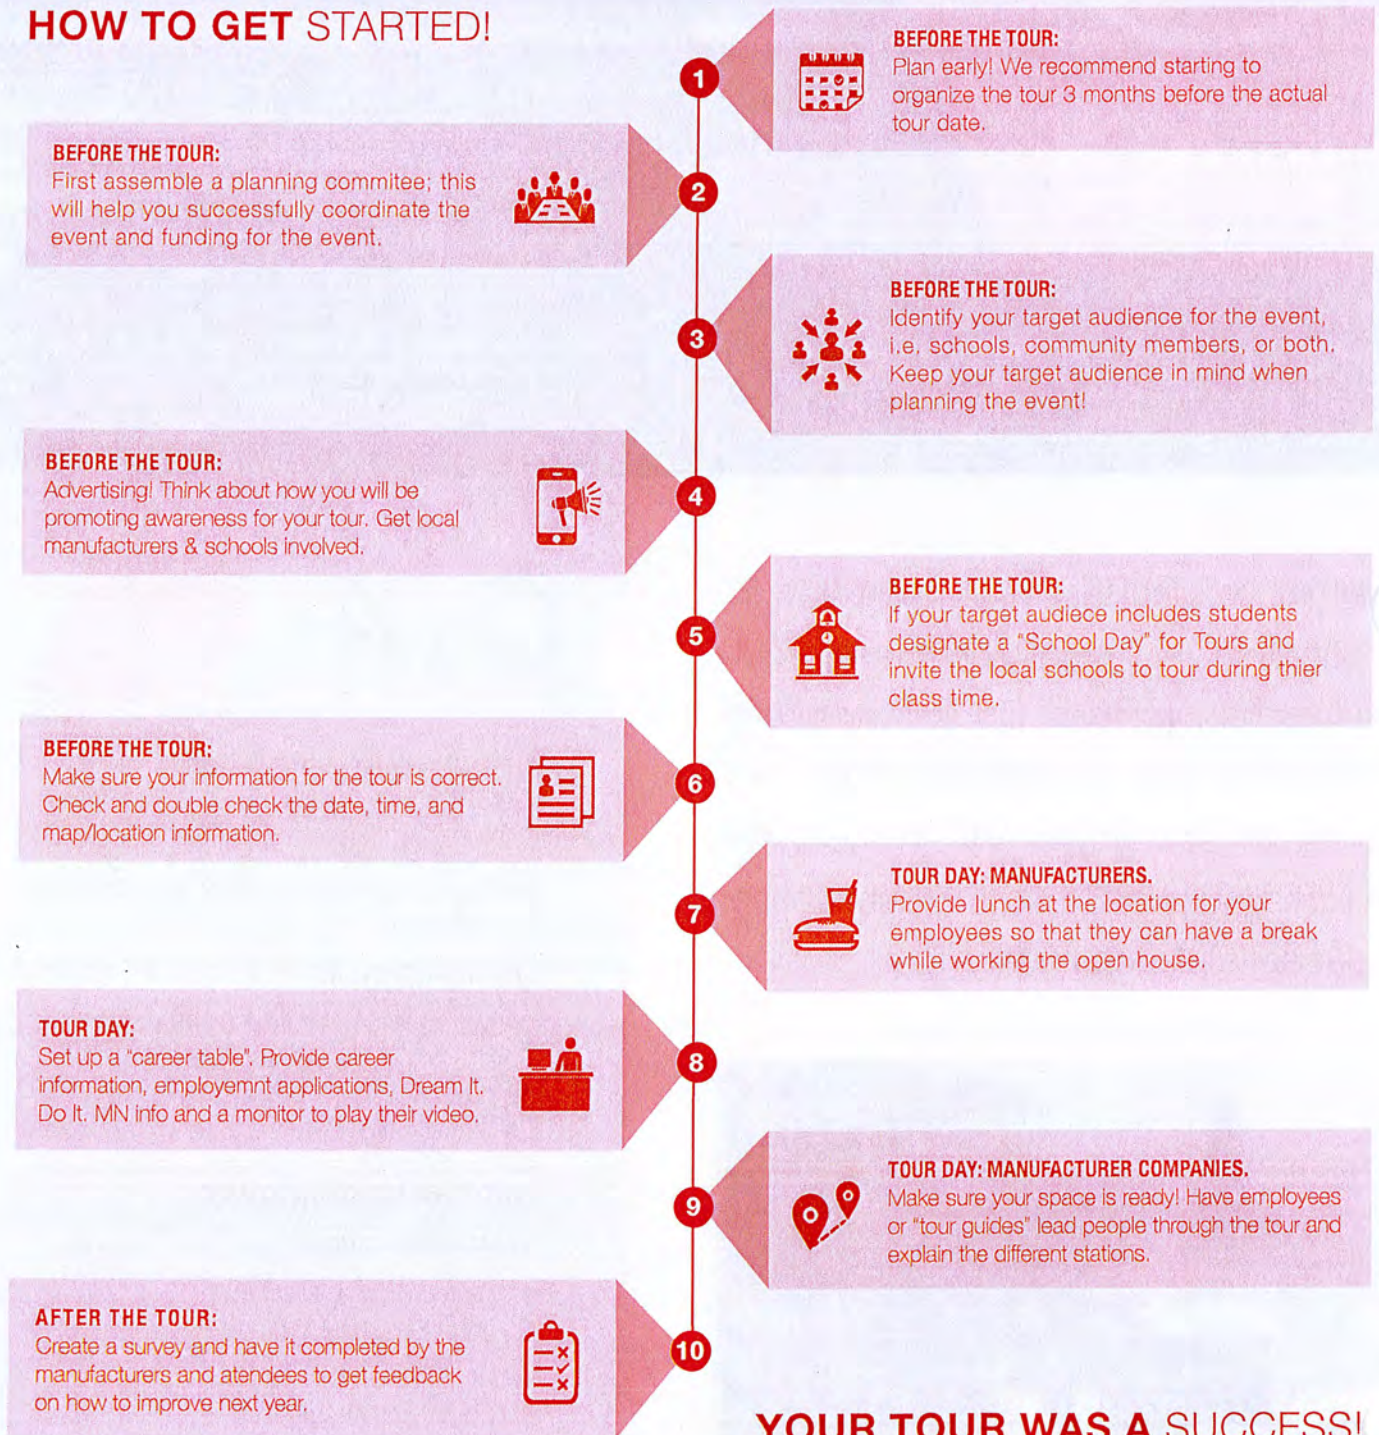 HOW TO GET STARTED!
1
BEFORE THE TOUR:
Plan early! We recommend starting to
organize the tour 3 months before the actual
tour date.
BEFORE THE TOUR:
First assemble a planning commitee; this
will help you successfully coordinate the
event and funding for the event.
2
3
BEFORE THE TOUR:
Identify your target audience for the event,
i.e. schools, community members, or both.
Keep your target audience in mind when
planning the event!
BEFORE THE TOUR:
Advertising! Think about how you will be
promoting awareness for your tour. Get local
manufacturers & schools involved.
4
5
BEFORE THE TOUR:
If your target audiece includes students
designate a "School Day" for Tours and
invite the local schools to tour during thier
class time.
BEFORE THE TOUR:
Make sure your information for the tour is correct.
Check and double check the date, time, and
map/location information.
6
7
TOUR DAY: MANUFACTURERS.
Provide lunch at the location for your
employees so that they can have a break
while working the open house.
TOUR DAY:
Set up a "career table". Provide career
information, employemnt applications, Dream It.
Do It. MN info and a monitor to play their video.
8
9
TOUR DAY: MANUFACTURER COMPANIES.
Make sure your space is ready! Have employees
or "tour guides" lead people through the tour and
explain the different stations.
AFTER THE TOUR:
Create a survey and have it completed by the
manufacturers and atendees to get feedback
on how to improve next year.
10
YOUR TOUR WAS A SUCCESS!